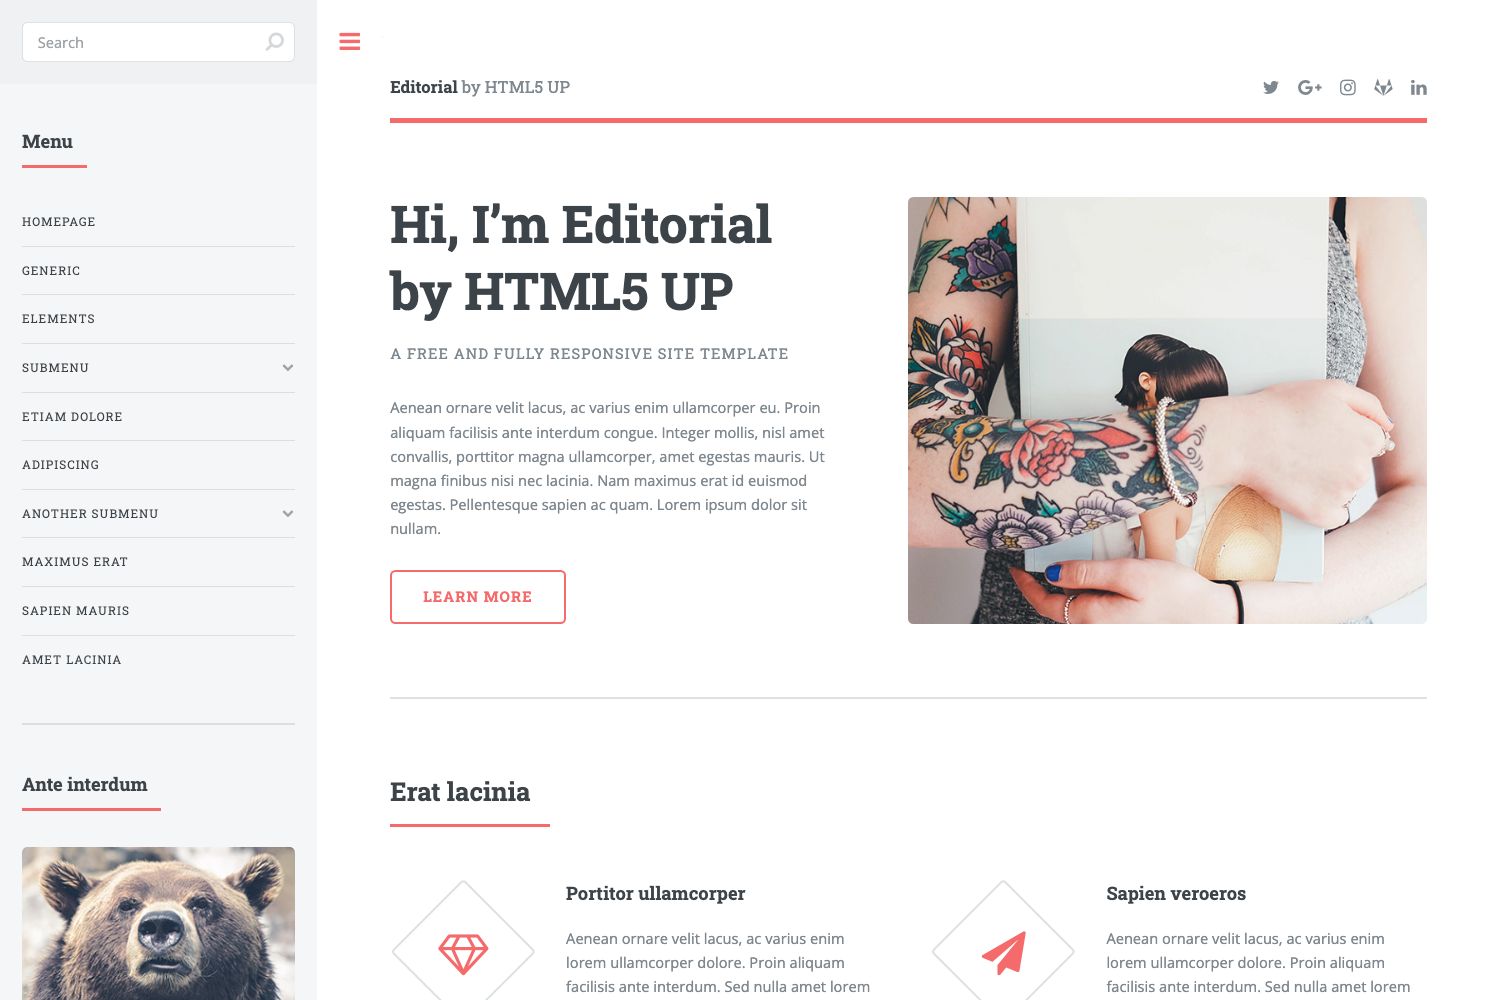 Search
Menu
HOMEPAGE
GENERIC
ELEMENTS
SUBMENU
ETIAM DOLORE
ADIPISCING
ANOTHER SUBMENU
MAXIMUS ERAT
SAPIEN MAURIS
AMET LACINIA
Ante interdum
Editorial by HTML5 UP
Hi, I’m Editorial
by HTML5 UP
A FREE AND FULLY RESPONSIVE SITE TEMPLATE
Aenean ornare velit lacus, ac varius enim ullamcorper eu. Proin
aliquam facilisis ante interdum congue. Integer mollis, nisl amet
convallis, porttitor magna ullamcorper, amet egestas mauris. Ut
magna finibus nisi nec lacinia. Nam maximus erat id euismod
egestas. Pellentesque sapien ac quam. Lorem ipsum dolor sit
nullam.
LEARN MORE
NYC
Erat lacinia
Portitor ullamcorper
Aenean ornare velit lacus, ac varius enim
lorem ullamcorper dolore. Proin aliquam
facilisis ante interdum. Sed nulla amet lorem
Sapien veroeros
Aenean ornare velit lacus, ac varius enim
lorem ullamcorper dolore. Proin aliquam
facilisis ante interdum. Sed nulla amet lorem